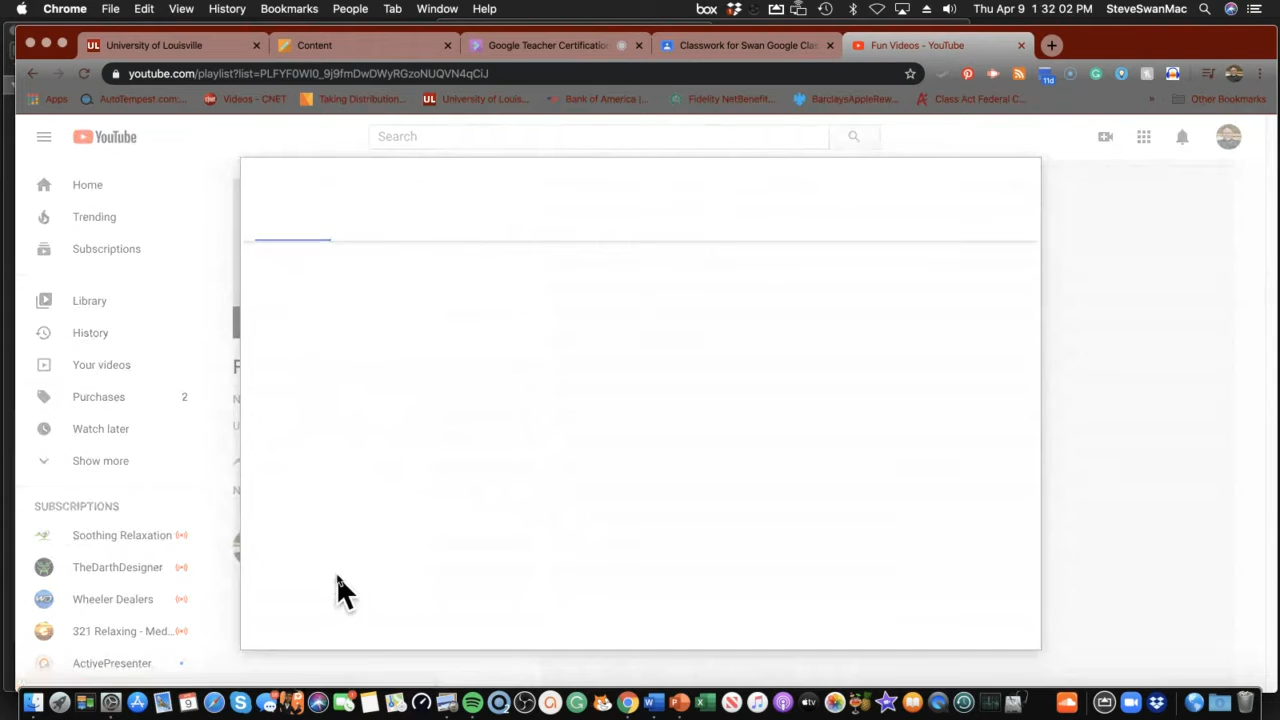 Chrome File Edit View History Bookmarks People Tab Window Help box Thu Apr 9 1:32:02 PM SteveSwanMac
University of Louisville Content Google Teacher Certification Classwork for Swan Google Clas Fun Videos - YouTube
youtube.com/playlist?list=PLFYF0WI0_9j9fmDwDWyRGzoNUQVN4qCiJ 11d
Apps AutoTempest.com:... Videos - CNET Taking Distribution... University of Louis... Bank of America |... Fidelity NetBenefit... BarclaysAppleRew... Class Act Federal C... » Other Bookmarks
YouTube Search
Home
Trending
Subscriptions
Library
History
Your videos
Purchases 2
Watch later
Show more
SUBSCRIPTIONS
Soothing Relaxation
TheDarthDesigner
Wheeler Dealers
321 Relaxing - Med...
ActivePresenter